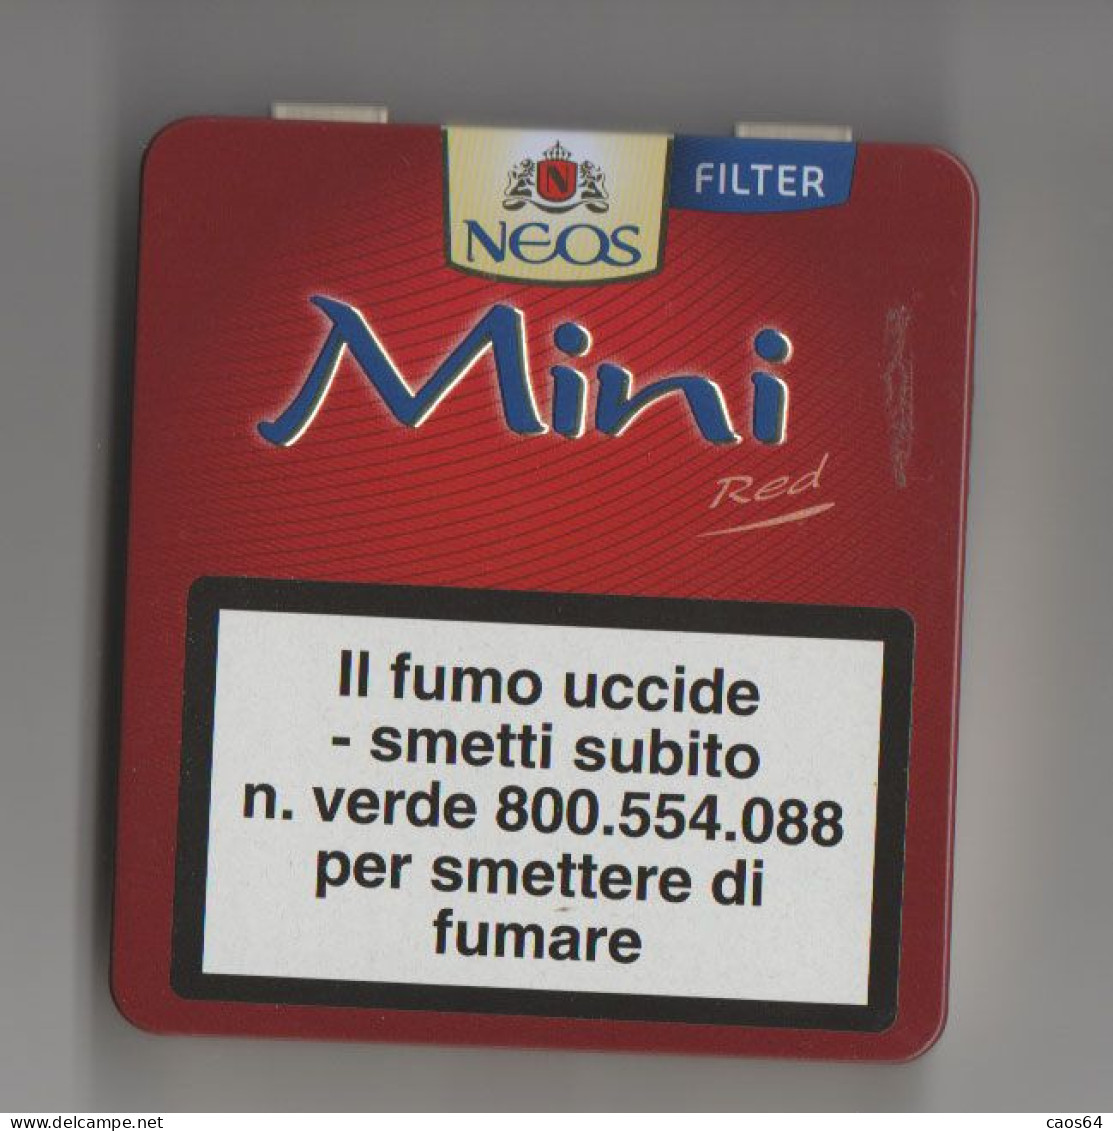 N
NEOS
FILTER
Mini
Red
Il fumo uccide
- smetti subito
n. verde 800.554.088
per smettere di
fumare
www.delcampe.net
caos64